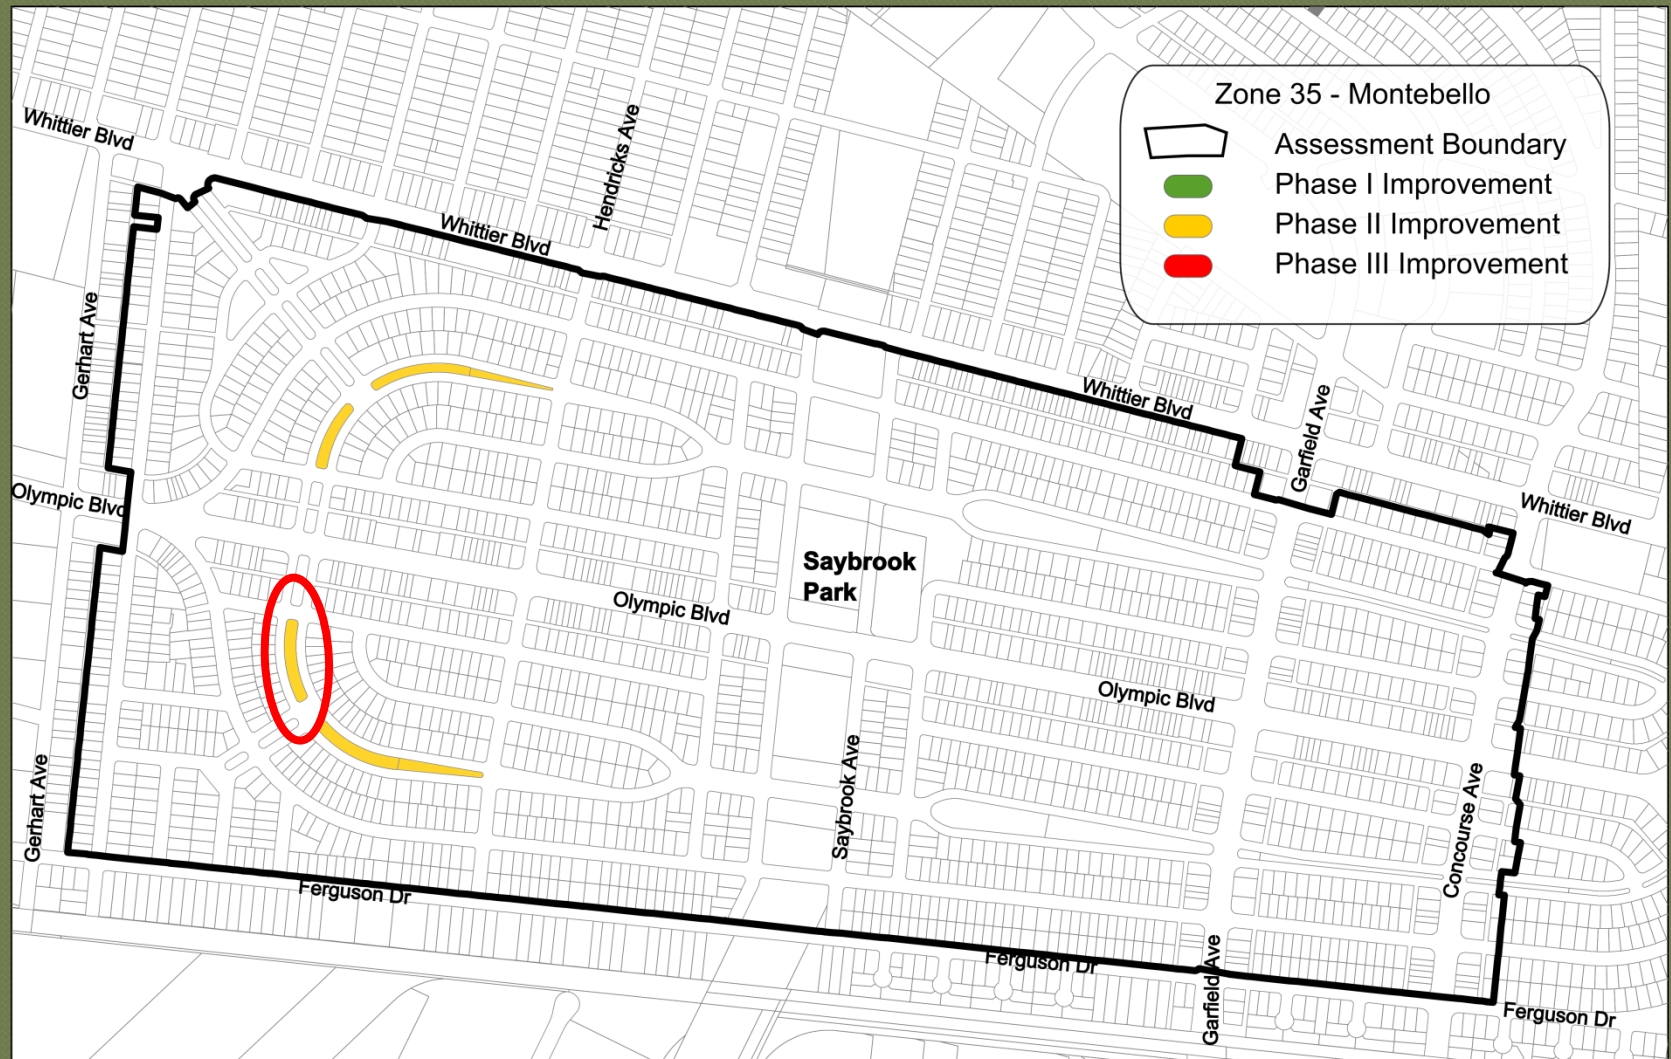 Zone 35 - Montebello
Assessment Boundary
Phase I Improvement
Phase II Improvement
Phase III Improvement
Whittier Blvd
Hendricks Ave
Whittier Blvd
Gerhart Ave
Whittier Blvd
Garfield Ave
Whittier Blvd
Olympic Blvd
Saybrook
Park
Olympic Blvd
Olympic Blvd
Saybrook Ave
Concourse Ave
Gerhart Ave
Ferguson Dr
Ferguson Dr
Garfield Ave
Ferguson Dr